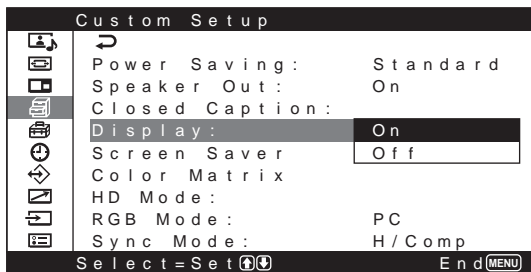 Custom Setup
Power Saving: Standard
Speaker Out: On
Closed Caption:
Display: On
Screen Saver Off
Color Matrix
HD Mode:
RGB Mode: PC
Sync Mode: H/Comp
Select=Set End MENU